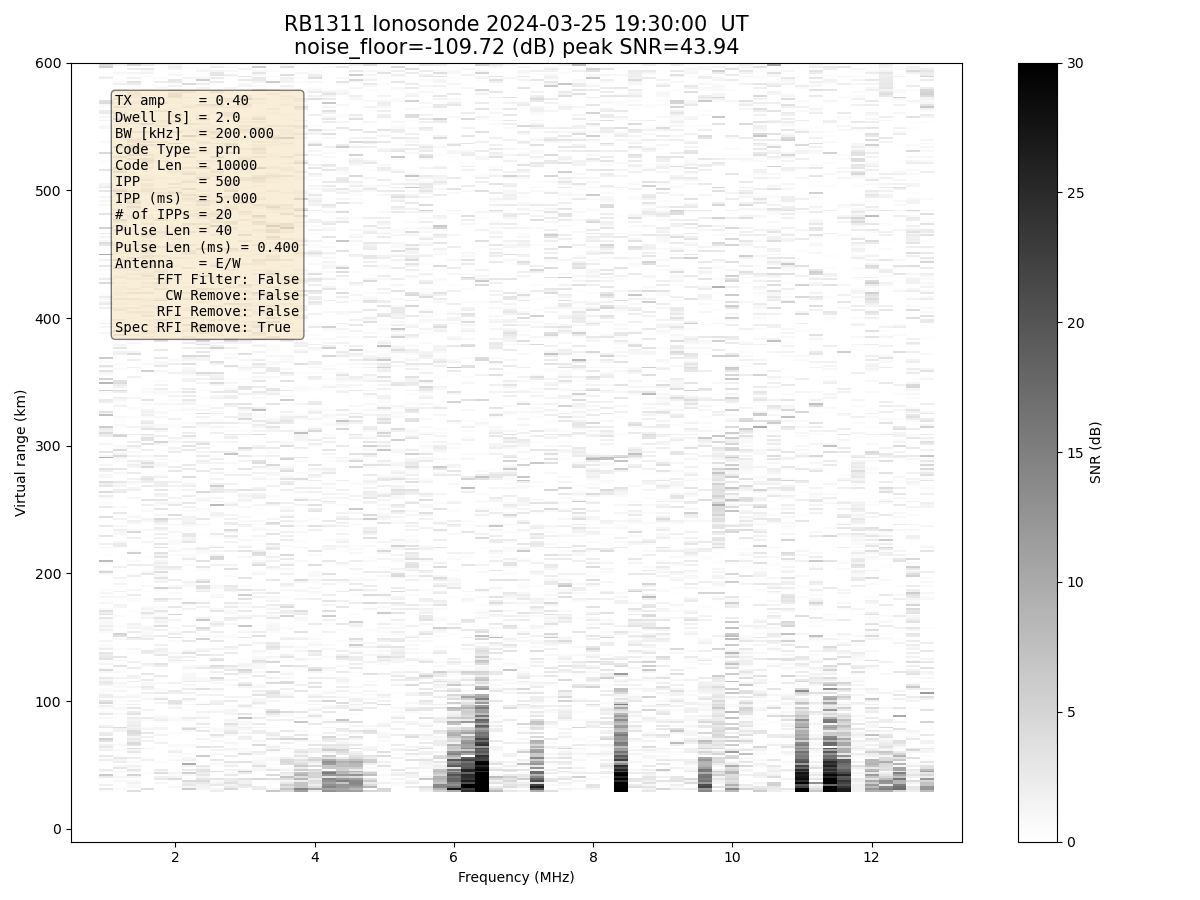 RB1311 Ionosonde 2024-03-25 19:30:00 UT
noise_floor=-109.72 (dB) peak SNR=43.94
600
500
400
300
200
100
0
Virtual range (km)
TX amp    = 0.40
Dwell [s] = 2.0
BW [kHz]  = 200.000
Code Type = prn
Code Len  = 10000
IPP       = 500
IPP (ms)  = 5.000
# of IPPs = 20
Pulse Len = 40
Pulse Len (ms) = 0.400
Antenna   = E/W
FFT Filter: False
CW Remove: False
RFI Remove: False
Spec RFI Remove: True
2 4 6 8 10 12
Frequency (MHz)
30
25
20
15
10
5
0
SNR (dB)